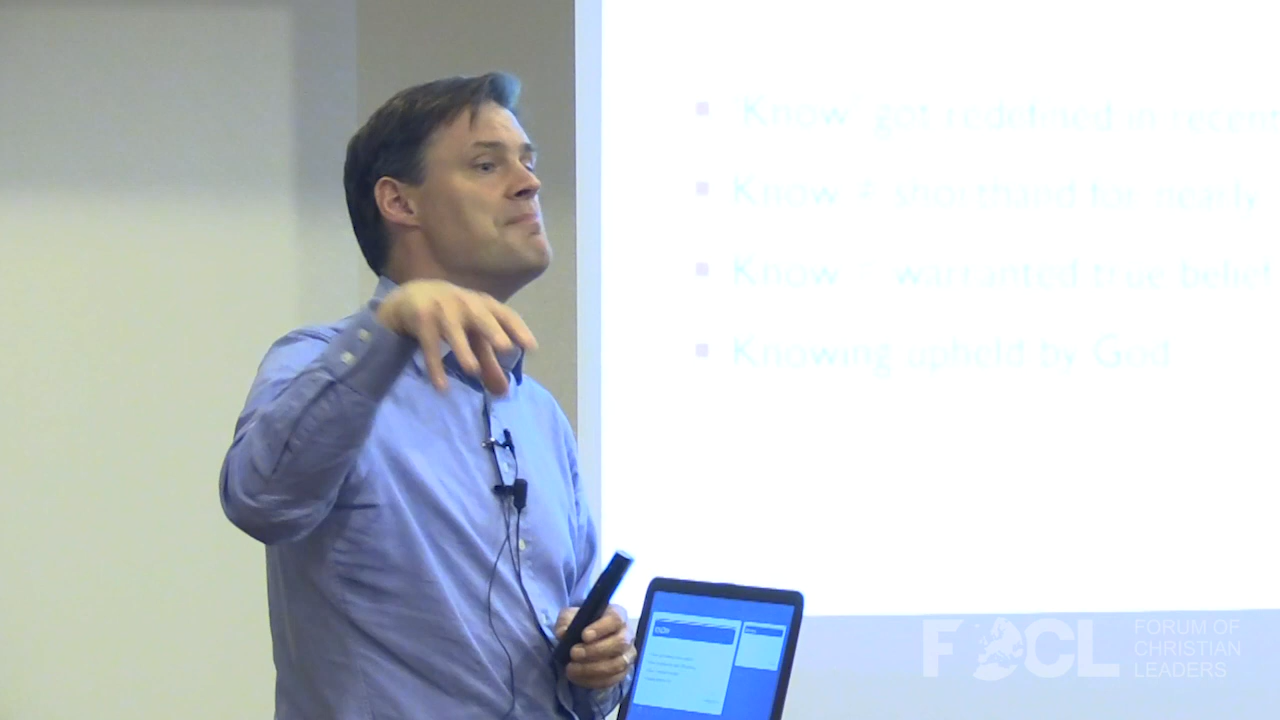 'Know' got redefined in recent
Know ≠ shorthand for nearly
Know = warranted true belief
Knowing upheld by God
FOCL
FORUM OF
CHRISTIAN
LEADERS